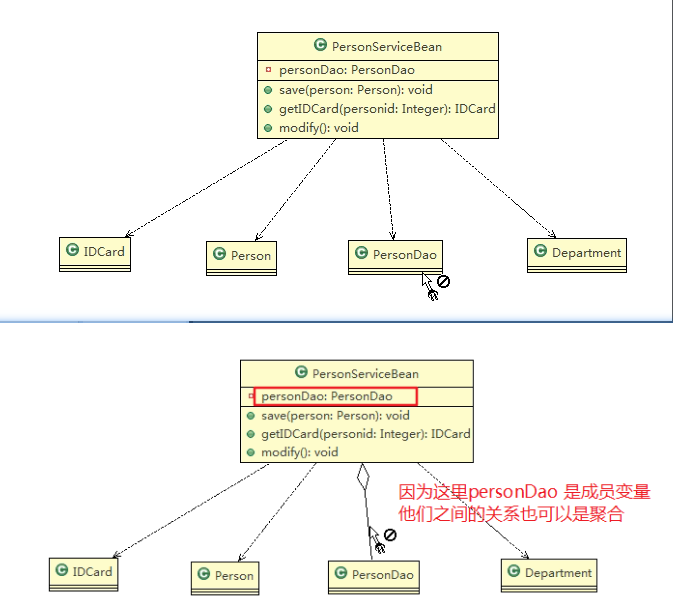 PersonServiceBean
personDao: PersonDao
save(person: Person): void
getIDCard(personid: Integer): IDCard
modify(): void
IDCard
Person
PersonDao
Department
PersonServiceBean
personDao: PersonDao
save(person: Person): void
getIDCard(personid: Integer): IDCard
modify(): void
因为这里personDao 是成员变量
他们之间的关系也可以是聚合
IDCard
Person
PersonDao
Department